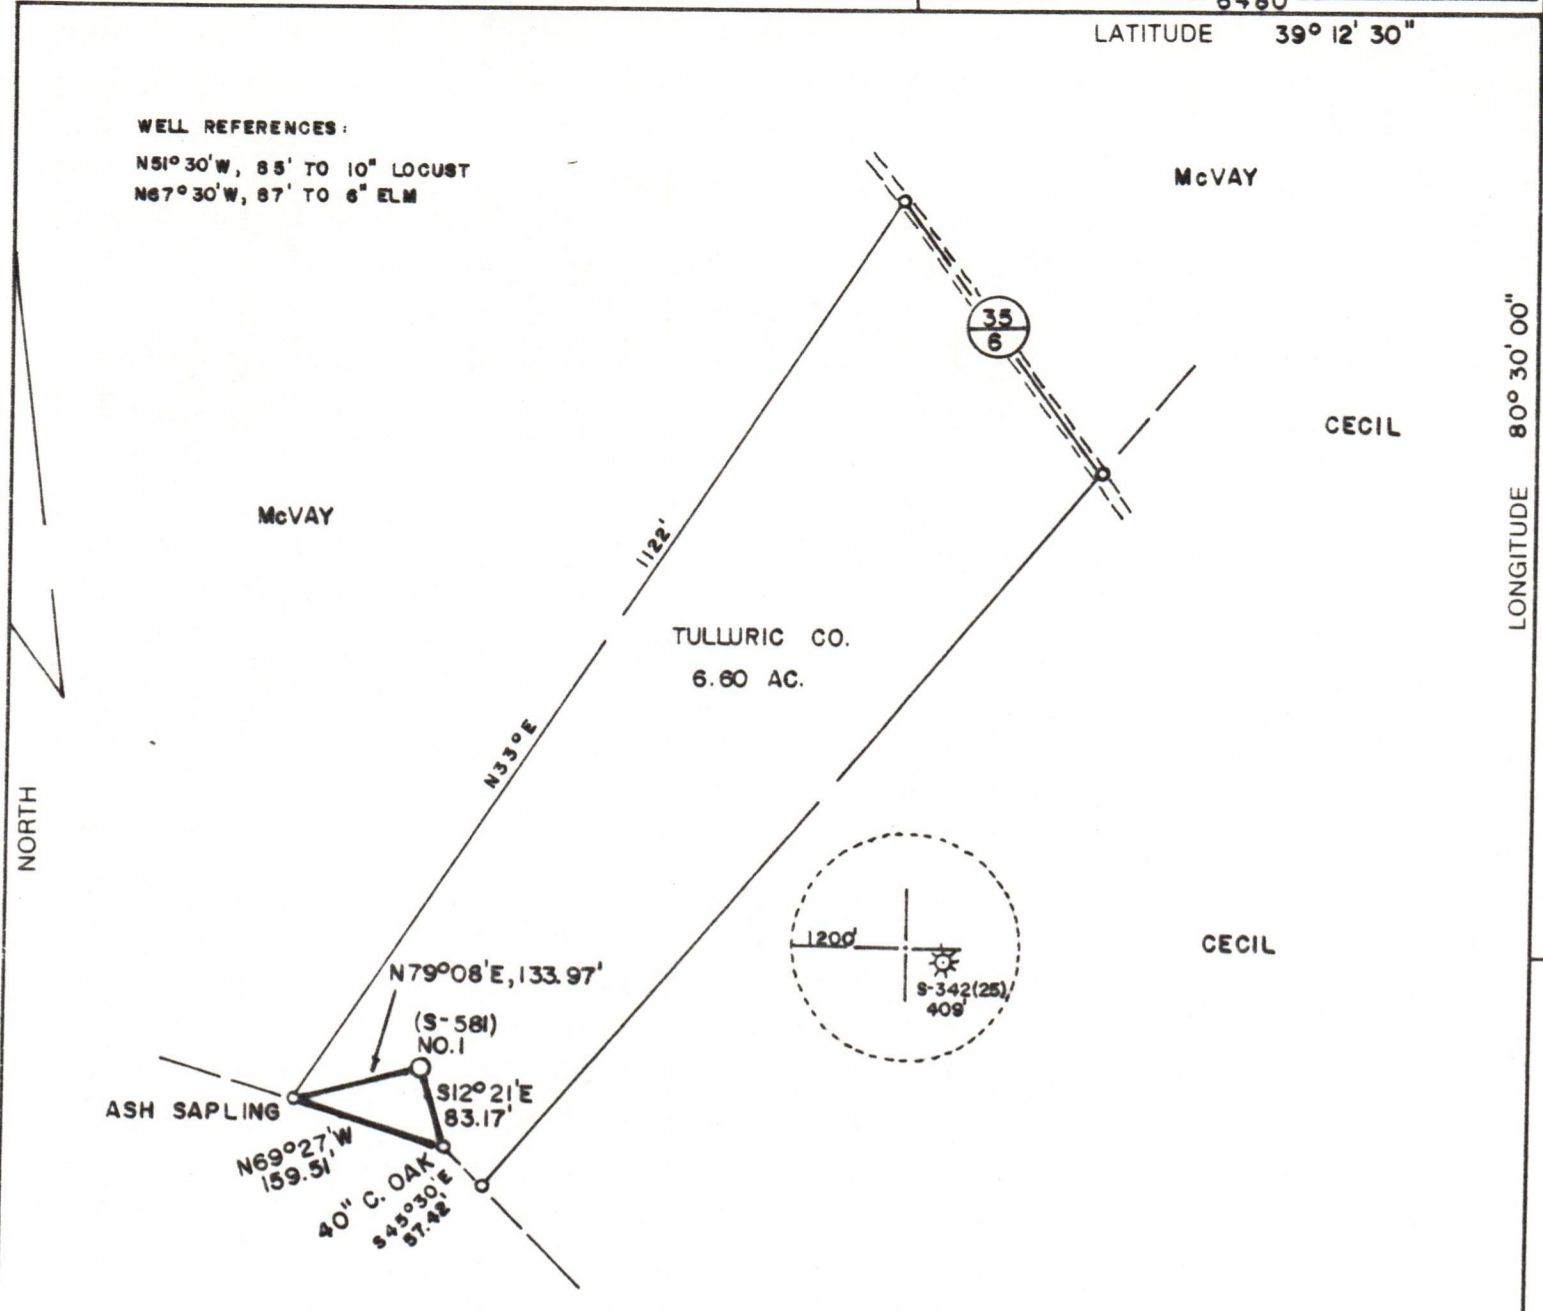 6480
LATITUDE 39° 12' 30"
WELL REFERENCES:
N51°30'W, 85' TO 10" LOCUST
N67°30'W, 87' TO 6" ELM
McVAY
35
6
LONGITUDE 80° 30' 00"
CECIL
McVAY
1122'
TULLURIC CO.
6.60 AC.
N33°E
NORTH
1200'
CECIL
S-342(25),
409'
N79°08'E, 133.97'
(S-581)
NO.1
S12°21'E
83.17'
ASH SAPLING
N69°27'W
159.51'
40" C. OAK
S45°30'E
57.42'